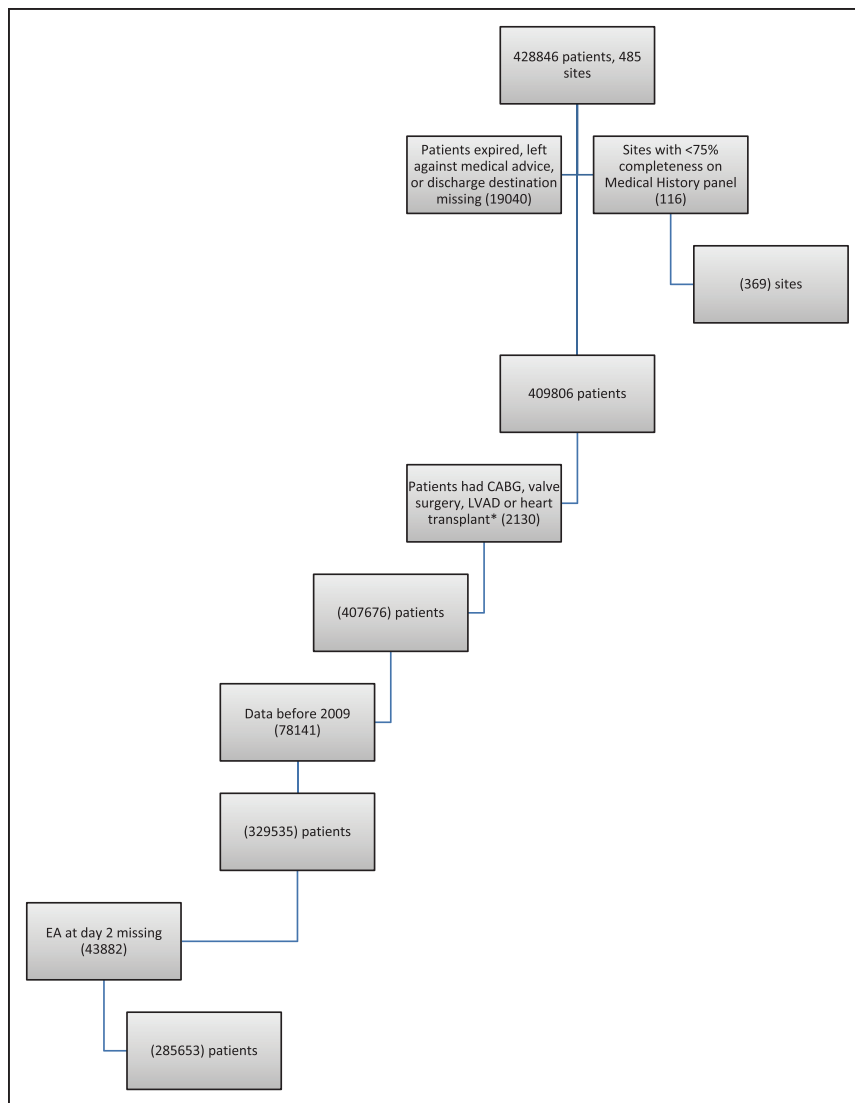 428846 patients, 485
sites
Patients expired, left
against medical advice,
or discharge destination
missing (19040)
Sites with <75%
completeness on
Medical History panel
(116)
(369) sites
409806 patients
Patients had CABG, valve
surgery, LVAD or heart
transplant* (2130)
(407676) patients
Data before 2009
(78141)
(329535) patients
EA at day 2 missing
(43882)
(285653) patients